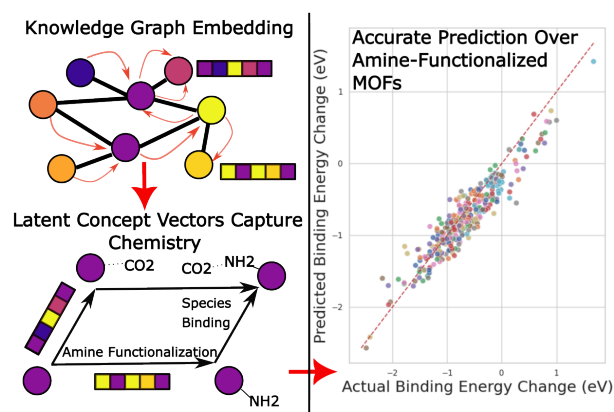 Knowledge Graph Embedding
Latent Concept Vectors Capture
Chemistry
CO2
CO2
NH2
Species
Binding
Amine Functionalization
NH2
Accurate Prediction Over
Amine-Functionalized
MOFs
Predicted Binding Energy Change (eV)
1
0
−1
−2
−2
−1
0
1
Actual Binding Energy Change (eV)